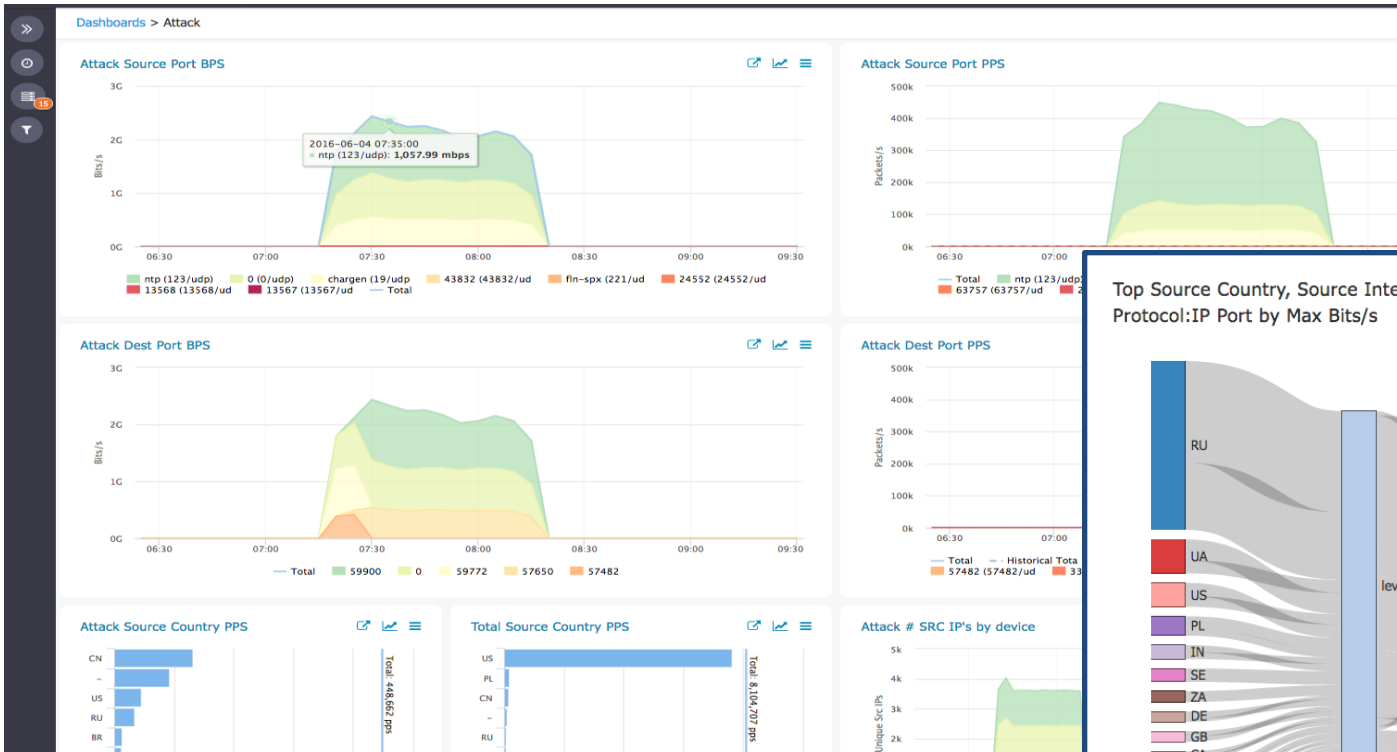 Dashboards > Attack
15
Attack Source Port BPS
3G
2G
1G
0G
Bits/s
2016-06-04 07:35:00
ntp (123/udp): 1,057.99 mbps
06:30 07:00 07:30 08:00 08:30 09:00 09:30
ntp (123/udp) 0 (0/udp) chargen (19/udp 43832 (43832/ud fln-spx (221/ud 24552 (24552/ud
13568 (13568/ud 13567 (13567/ud Total
Attack Source Port PPS
500k
400k
300k
200k
100k
0k
Packets/s
06:30 07:00
Total ntp (123/udp)
63757 (63757/ud 2
Attack Dest Port BPS
3G
2G
1G
0G
Bits/s
06:30 07:00 07:30 08:00 08:30 09:00 09:30
Total 59900 0 59772 57650 57482
Attack Dest Port PPS
500k
400k
300k
200k
100k
0k
Packets/s
06:30 07:00
Total Historical Tota
57482 (57482/ud 33
Attack Source Country PPS
CN
-
US
RU
BR
Total: 448,662 pps
Total Source Country PPS
US
PL
CN
-
RU
Total: 8,104,707 pps
Attack # SRC IP's by device
5k
4k
3k
2k
Unique Src IPs
Top Source Country, Source Inte
Protocol:IP Port by Max Bits/s
RU
UA
US
PL
IN
SE
ZA
DE
GB
lev